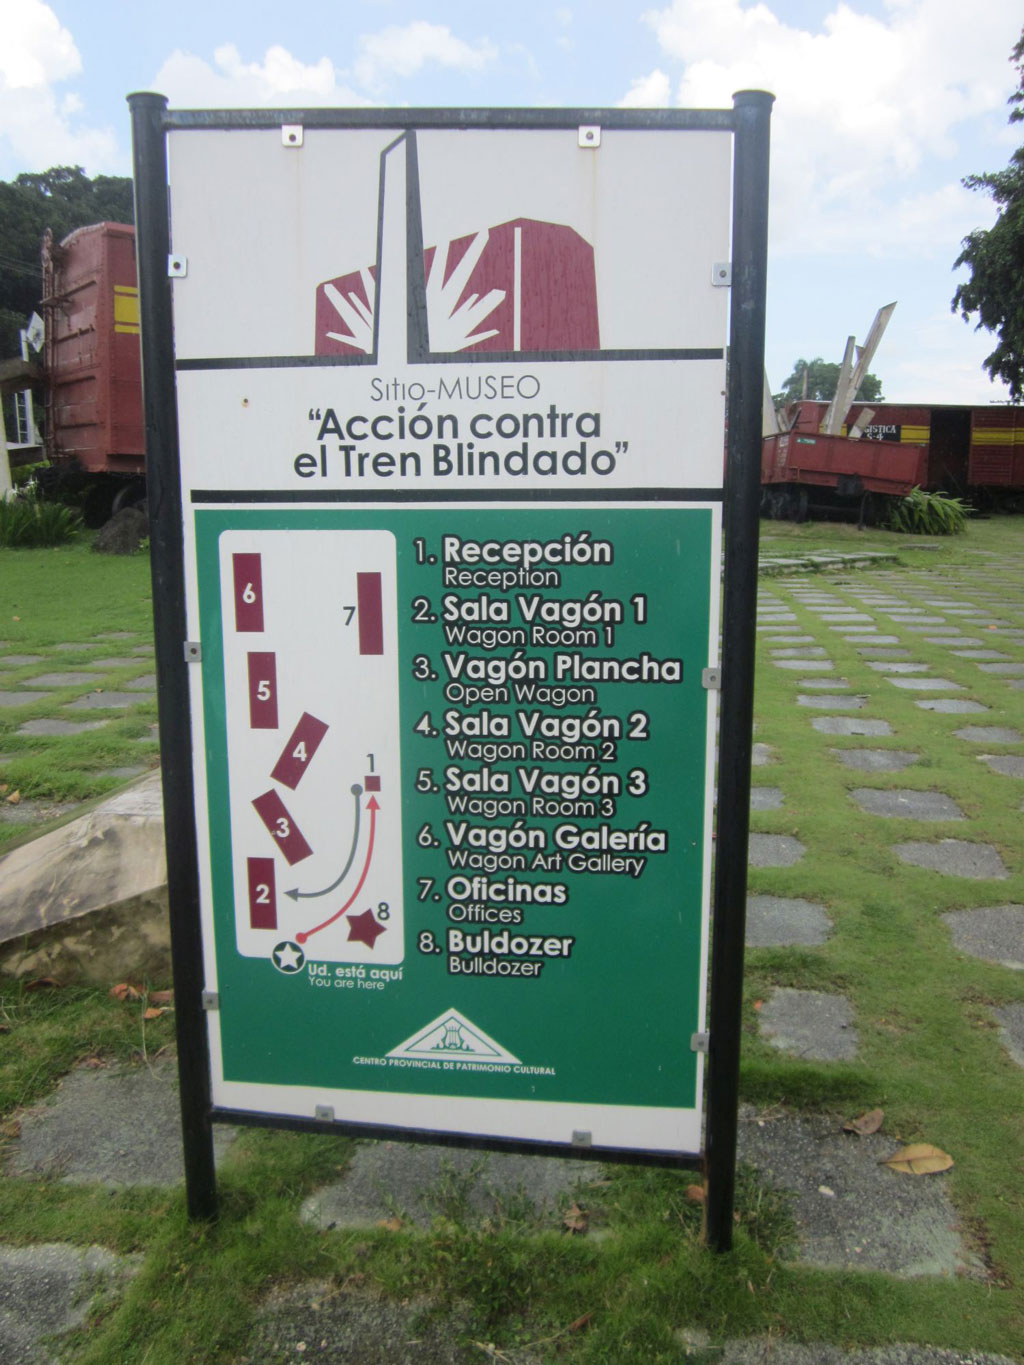 Sitio-MUSEO
“Acción contra
el Tren Blindado”
1. Recepción
Reception
2. Sala Vagón 1
Wagon Room 1
3. Vagón Plancha
Open Wagon
4. Sala Vagón 2
Wagon Room 2
5. Sala Vagón 3
Wagon Room 3
6. Vagón Galería
Wagon Art Gallery
7. Oficinas
Offices
8. Buldozer
Bulldozer
6
7
5
4
1
3
2
8
Ud. está aquí
You are here
CENTRO PROVINCIAL DE PATRIMONIO CULTURAL